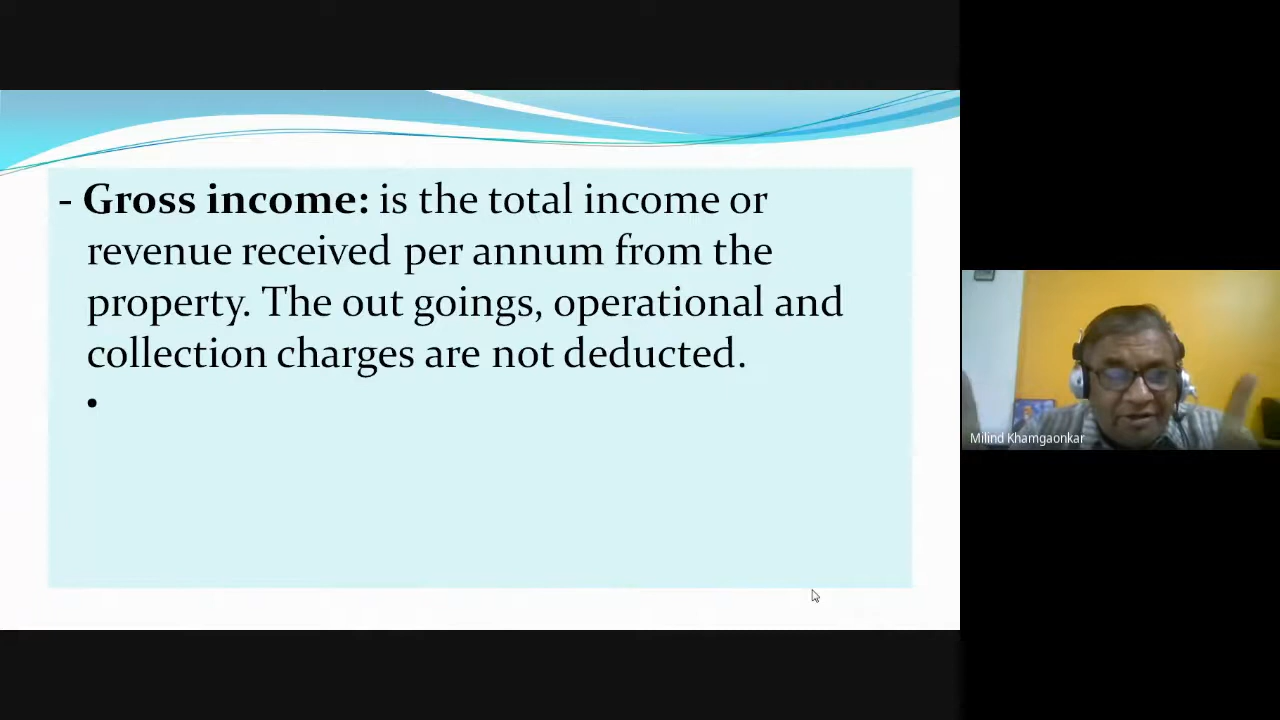 - Gross income: is the total income or
revenue received per annum from the
property. The out goings, operational and
collection charges are not deducted.
•
Milind Khamgaonkar